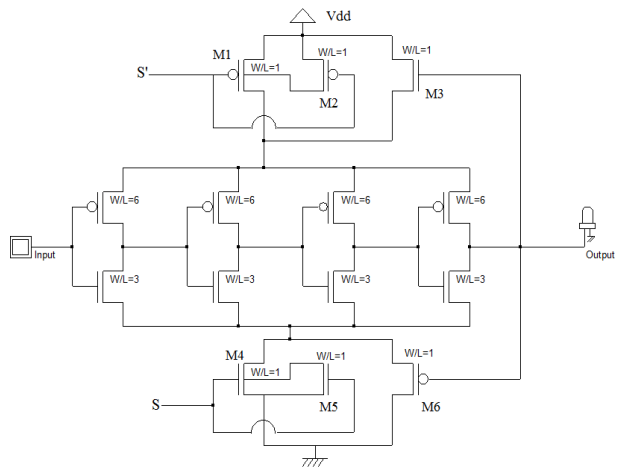 Vdd
M1
W/L=1
W/L=1
S'
W/L=1
M2
M3
W/L=6
W/L=6
W/L=6
W/L=6
Input
Output
W/L=3
W/L=3
W/L=3
W/L=3
M4
W/L=1
W/L=1
W/L=1
S
M5
M6